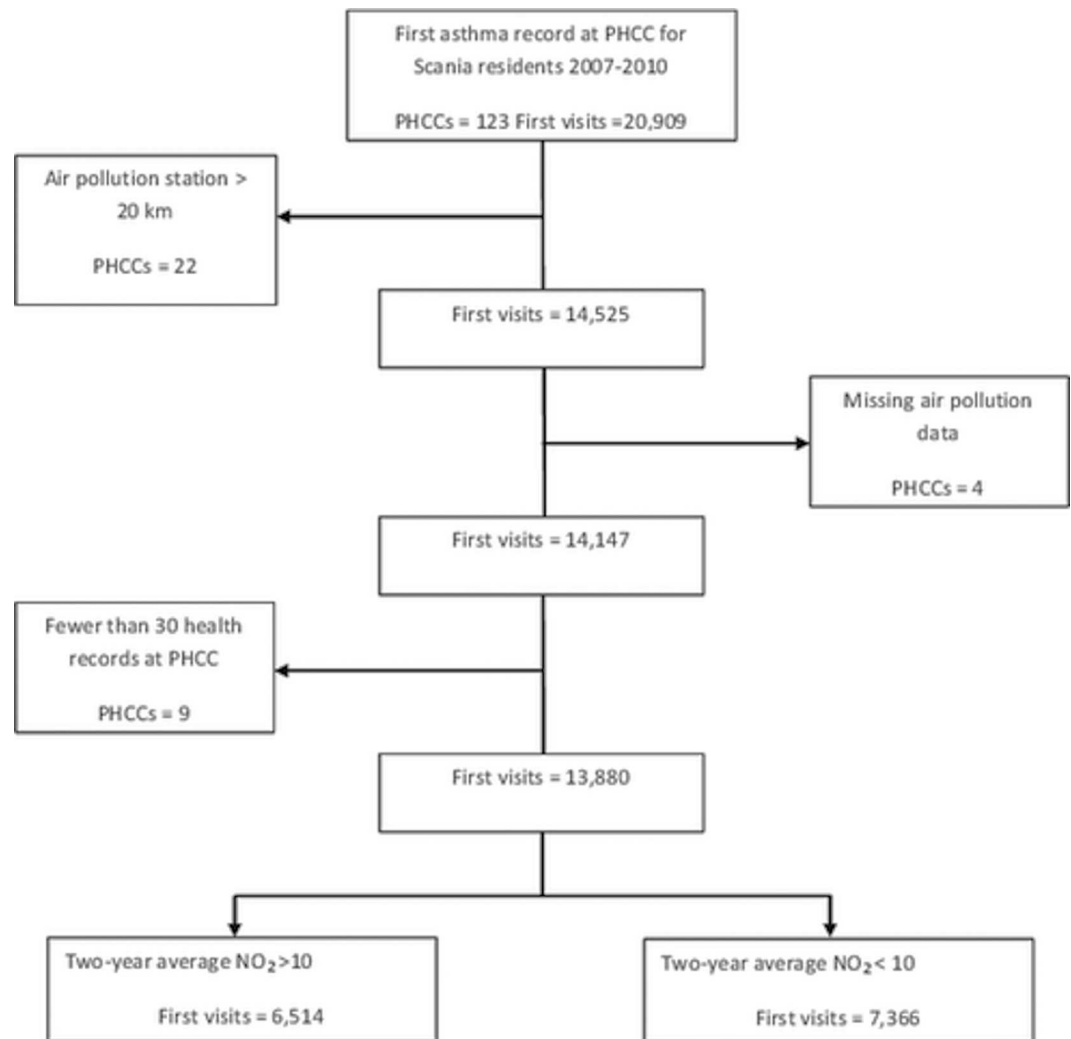 First asthma record at PHCC for
Scania residents 2007-2010
PHCCs = 123 First visits =20,909
Air pollution station >
20 km
PHCCs = 22
First visits = 14,525
Missing air pollution
data
PHCCs = 4
First visits = 14,147
Fewer than 30 health
records at PHCC
PHCCs = 9
First visits = 13,880
Two-year average NO₂>10
First visits = 6,514
Two-year average NO₂< 10
First visits = 7,366